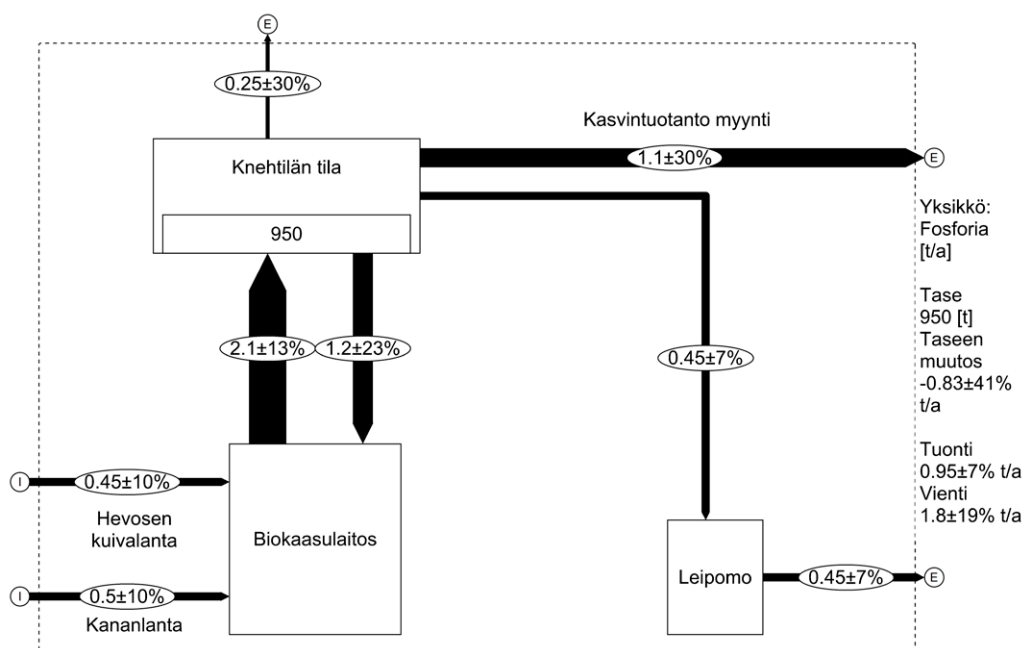 E
0.25±30%
Kasvintuotanto myynti
Knehtilän tila
1.1±30%
E
950
Yksikkö:
Fosforia
[t/a]
Tase
950 [t]
Taseen
muutos
-0.83±41%
t/a
Tuonti
0.95±7% t/a
Vienti
1.8±19% t/a
2.1±13%
1.2±23%
0.45±7%
I
0.45±10%
Hevosen
kuivalanta
Biokaasulaitos
I
0.5±10%
Kananlanta
Leipomo
0.45±7%
E